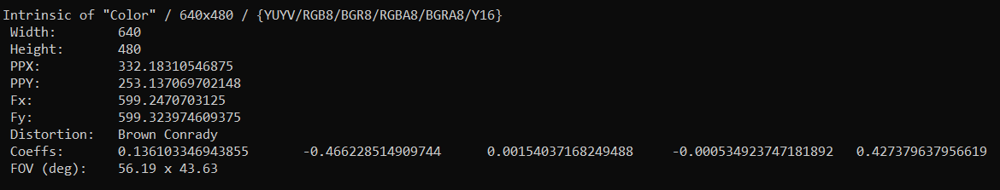 Intrinsic of "Color" / 640x480 / {YUYV/RGB8/BGR8/RGBA8/BGRA8/Y16}
Width: 640
Height: 480
PPX: 332.18310546875
PPY: 253.137069702148
Fx: 599.2470703125
Fy: 599.323974609375
Distortion: Brown Conrady
Coeffs: 0.136103346943855 -0.466228514909744 0.00154037168249488 -0.000534923747181892 0.427379637956619
FOV (deg): 56.19 x 43.63